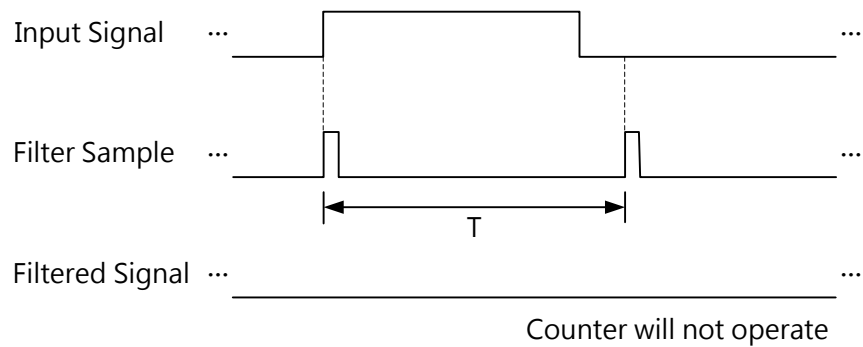 Input Signal ... ...
Filter Sample ... ...
T
Filtered Signal ... ...
Counter will not operate